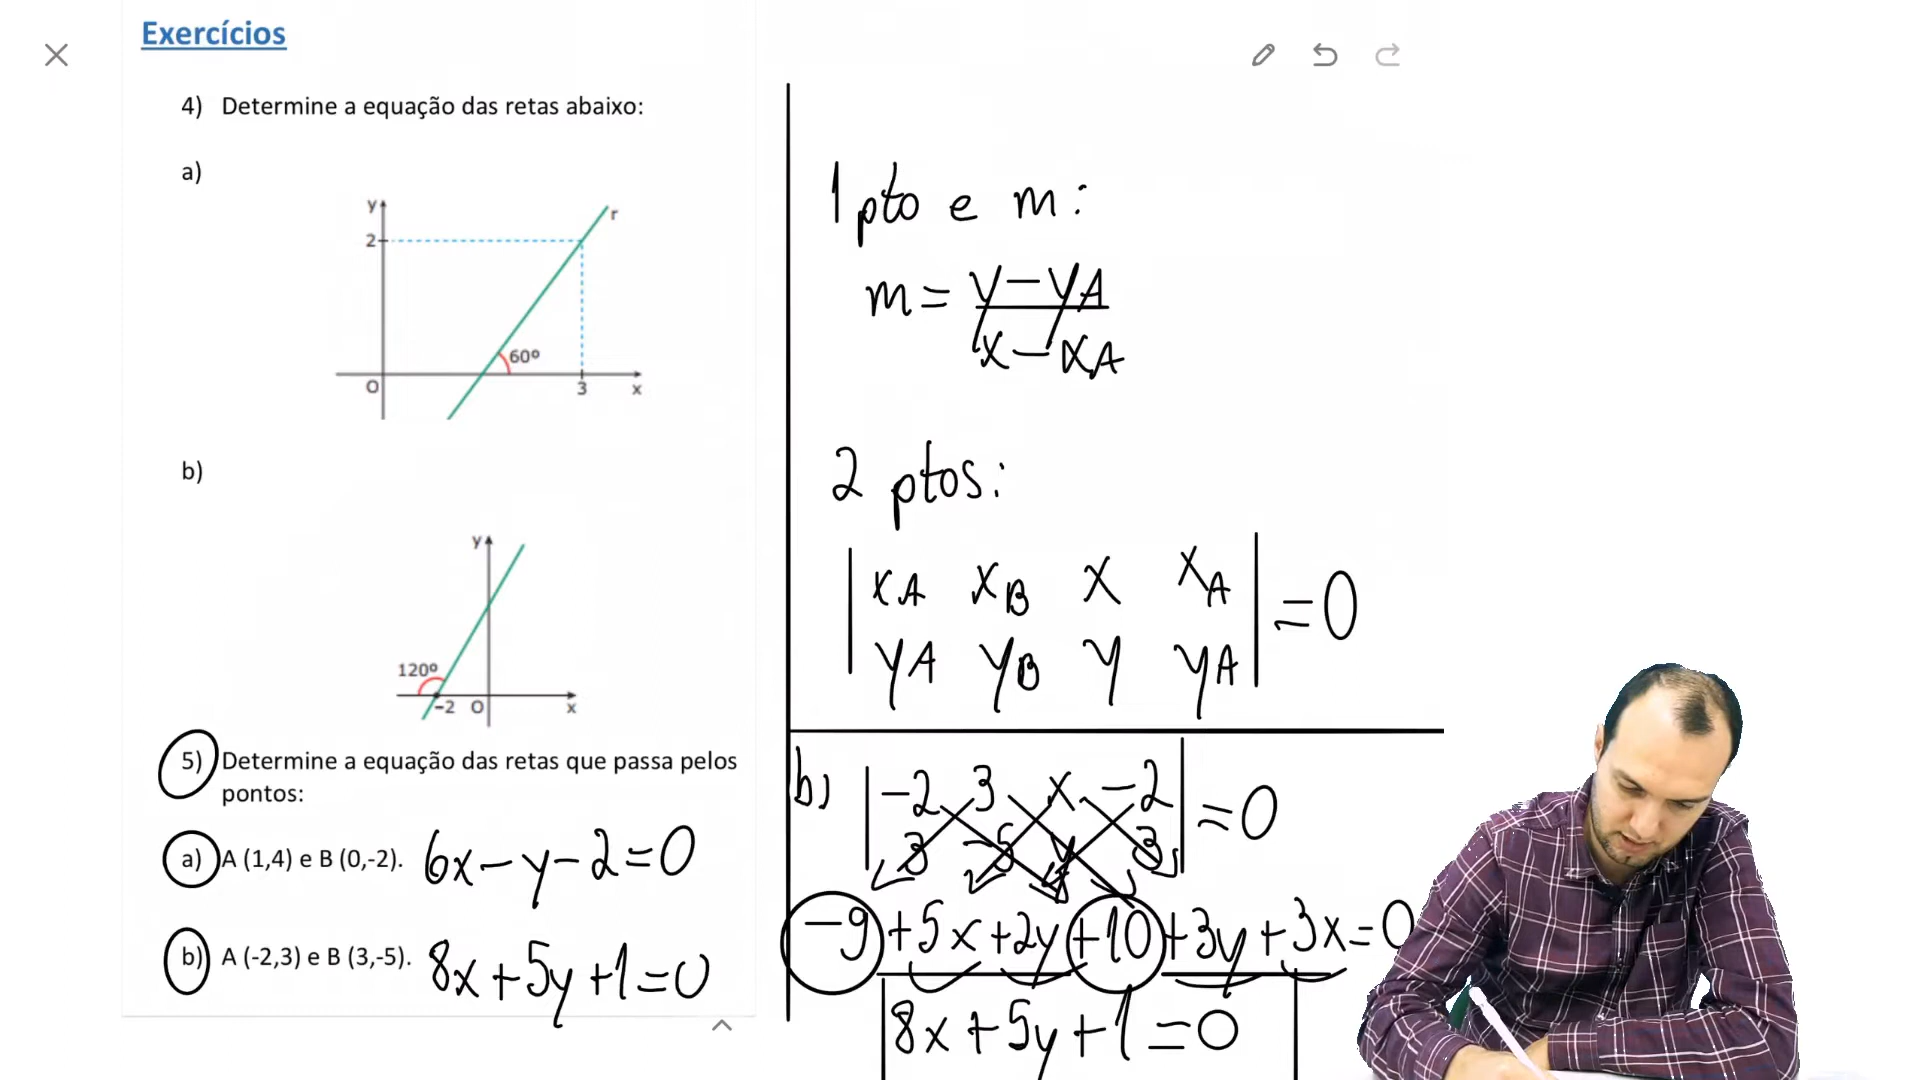 Exercícios
4) Determine a equação das retas abaixo:
a)
y
2
r
60º
O
3
x
b)
y
120º
-2
O
x
5) Determine a equação das retas que passa pelos
pontos:
a) A (1,4) e B (0,-2). 6x-y-2=0
b) A (-2,3) e B (3,-5). 8x+5y+1=0
1 pto e m:
m = y-yA
x-xA
2 ptos:
|xA xB x xA| = 0
|yA yB y yA|
b) |-2 3 x -2| = 0
|3 -5 y 3|
-9+5x+2y+10+3y+3x=0
8x+5y+1=0